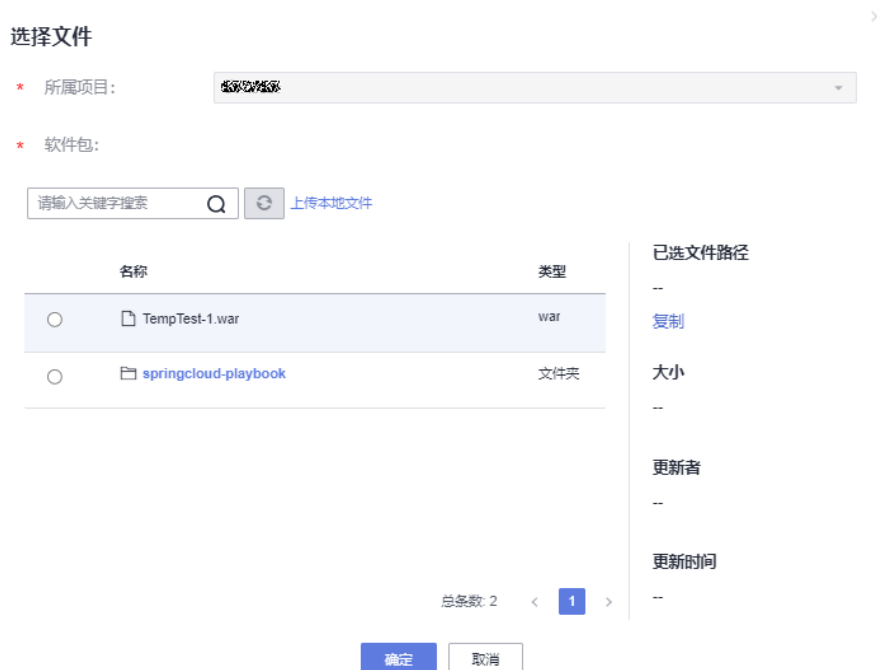 选择文件
* 所属项目：
* 软件包：
请输入关键字搜索 上传本地文件
名称 类型
TempTest-1.war war
springcloud-playbook 文件夹
总条数: 2 < 1 >
已选文件路径
--
复制
大小
--
更新者
--
更新时间
--
确定 取消